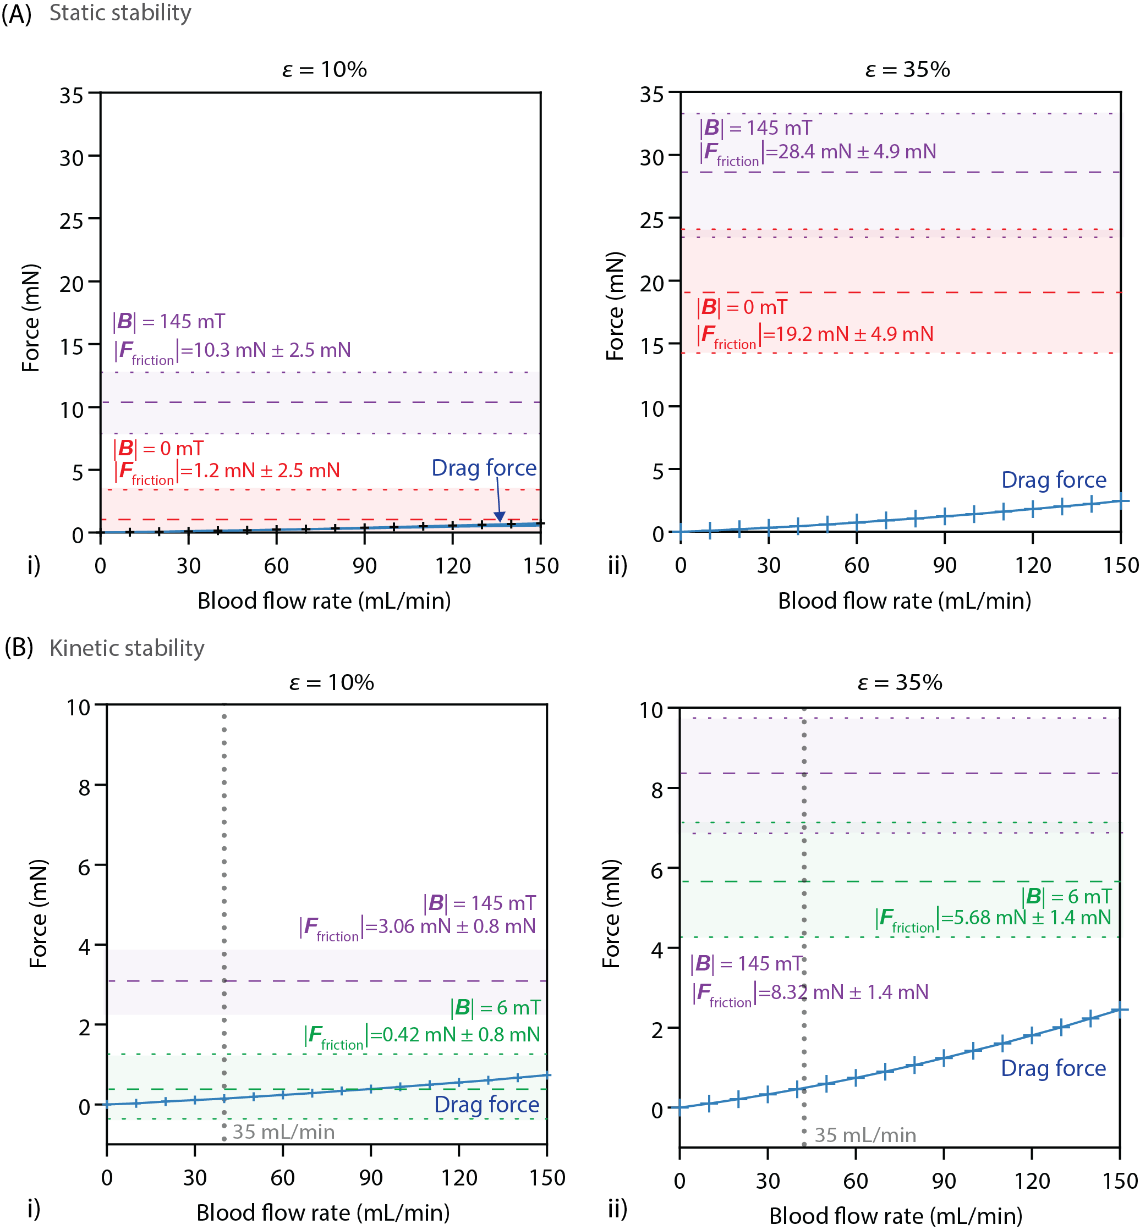 (A) Static stability
ε = 10%
35
30
25
20
15
10
5
0
Force (mN)
|B| = 145 mT
|Ffriction|=10.3 mN ± 2.5 mN
|B| = 0 mT
|Ffriction|=1.2 mN ± 2.5 mN
Drag force
0 30 60 90 120 150
i)
Blood flow rate (mL/min)
ε = 35%
35
30
25
20
15
10
5
0
Force (mN)
|B| = 145 mT
|Ffriction|=28.4 mN ± 4.9 mN
|B| = 0 mT
|Ffriction|=19.2 mN ± 4.9 mN
Drag force
0 30 60 90 120 150
ii)
Blood flow rate (mL/min)
(B) Kinetic stability
ε = 10%
10
8
6
4
2
0
Force (mN)
|B| = 145 mT
|Ffriction|=3.06 mN ± 0.8 mN
|B| = 6 mT
|Ffriction|=0.42 mN ± 0.8 mN
Drag force
35 mL/min
0 30 60 90 120 150
i)
Blood flow rate (mL/min)
ε = 35%
10
8
6
4
2
0
Force (mN)
|B| = 6 mT
|Ffriction|=5.68 mN ± 1.4 mN
|B| = 145 mT
|Ffriction|=8.32 mN ± 1.4 mN
Drag force
35 mL/min
0 30 60 90 120 150
ii)
Blood flow rate (mL/min)